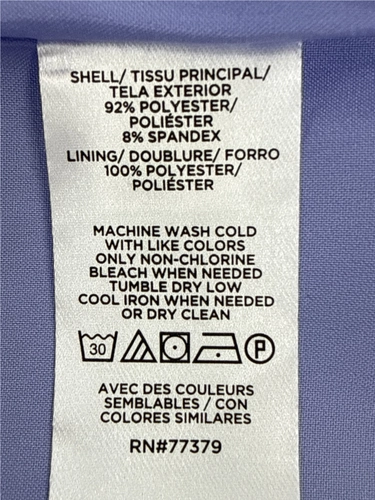 SHELL/ TISSU PRINCIPAL/
TELA EXTERIOR
92% POLYESTER/
POLIÉSTER
8% SPANDEX
LINING/ DOUBLURE/ FORRO
100% POLYESTER/
POLIÉSTER
MACHINE WASH COLD
WITH LIKE COLORS
ONLY NON-CHLORINE
BLEACH WHEN NEEDED
TUMBLE DRY LOW
COOL IRON WHEN NEEDED
OR DRY CLEAN
30 P
AVEC DES COULEURS
SEMBLABLES / CON
COLORES SIMILARES
RN#77379